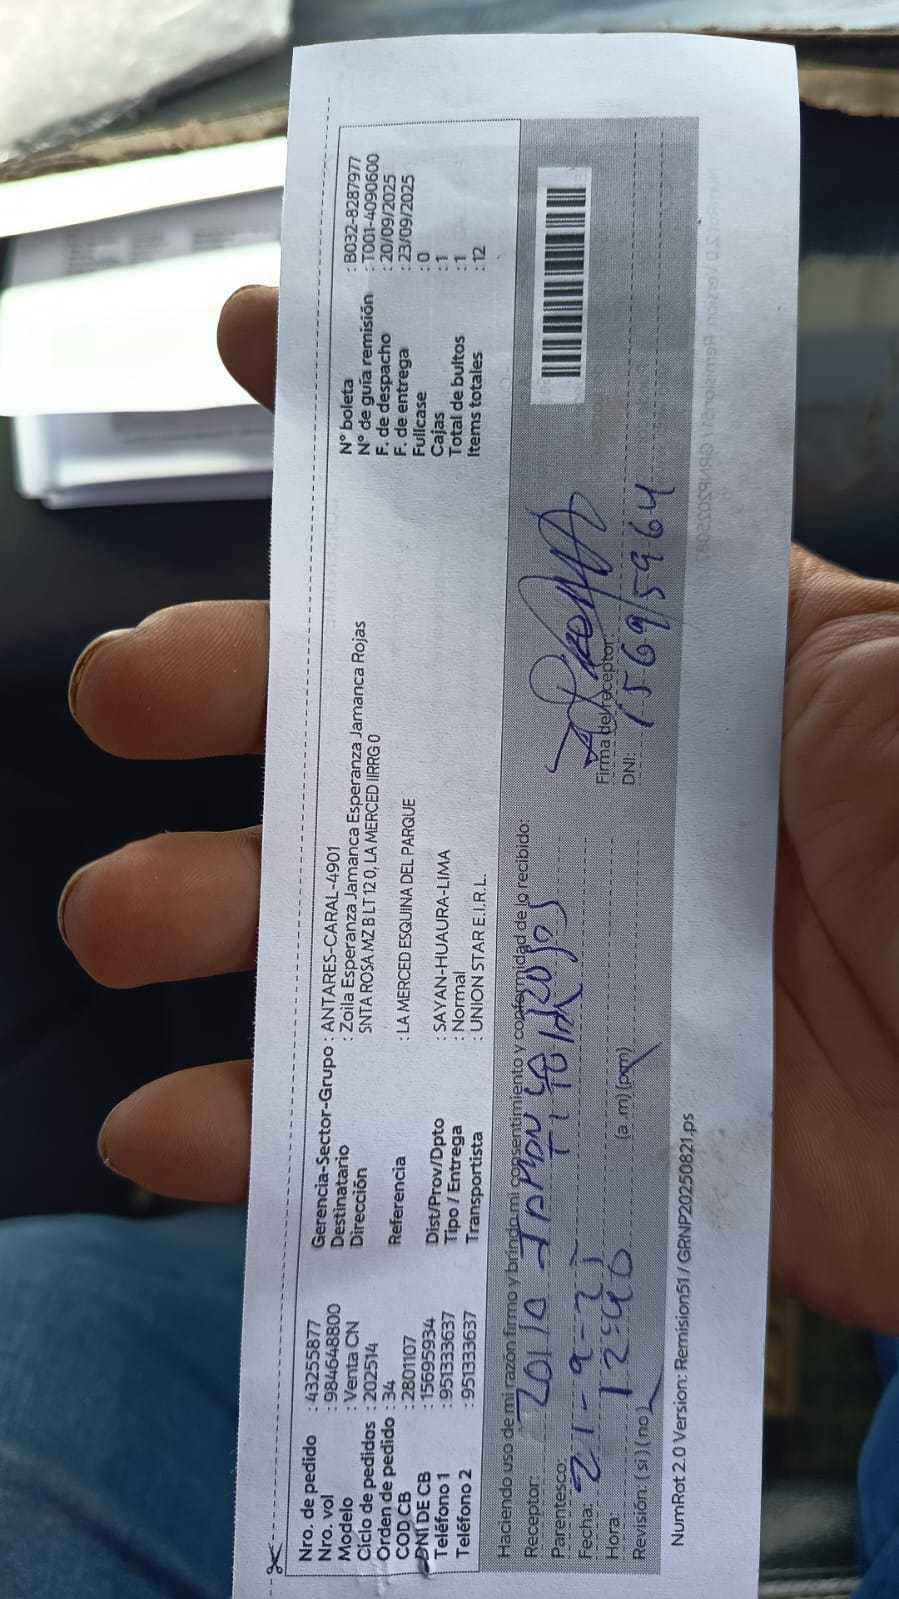 Nro. de pedido : 43255877
Nro. vol : 984648800
Modelo : Venta CN
Ciclo de pedidos : 202514
Orden de pedido : 34
COD CB : 2801107
DNI DE CB : 15695934
Teléfono 1 : 951333637
Teléfono 2 : 951333637
Gerencia-Sector-Grupo : ANTARES-CARAL-4901
Destinatario : Zoila Esperanza Jamanca Esperanza Jamanca Rojas
Dirección SNTA ROSA MZ B LT 12 0, LA MERCED IIRRG 0
Referencia : LA MERCED ESQUINA DEL PARQUE
Dist/Prov/Dpto : SAYAN-HUAURA-LIMA
Tipo / Entrega : Normal
Transportista : UNION STAR E.I.R.L.
N° boleta : B032-8287977
N° de guía remisión : T001-4090600
F. de despacho : 20/09/2025
F. de entrega : 23/09/2025
Fullcase : 0
Cajas : 1
Total de bultos : 1
Items totales : 12
Haciendo uso de mi razón firmo y brindo mi consentimiento y conformidad de lo recibido:
Receptor: Zoila Rojas
Parentesco:
Fecha:
Hora: 12:40 (a .m) (p.m)
Revisión: ( si ) ( no )
Firma del receptor:
DNI:
NumRot 2.0 Version: Remision51 / GRNP20250821.ps